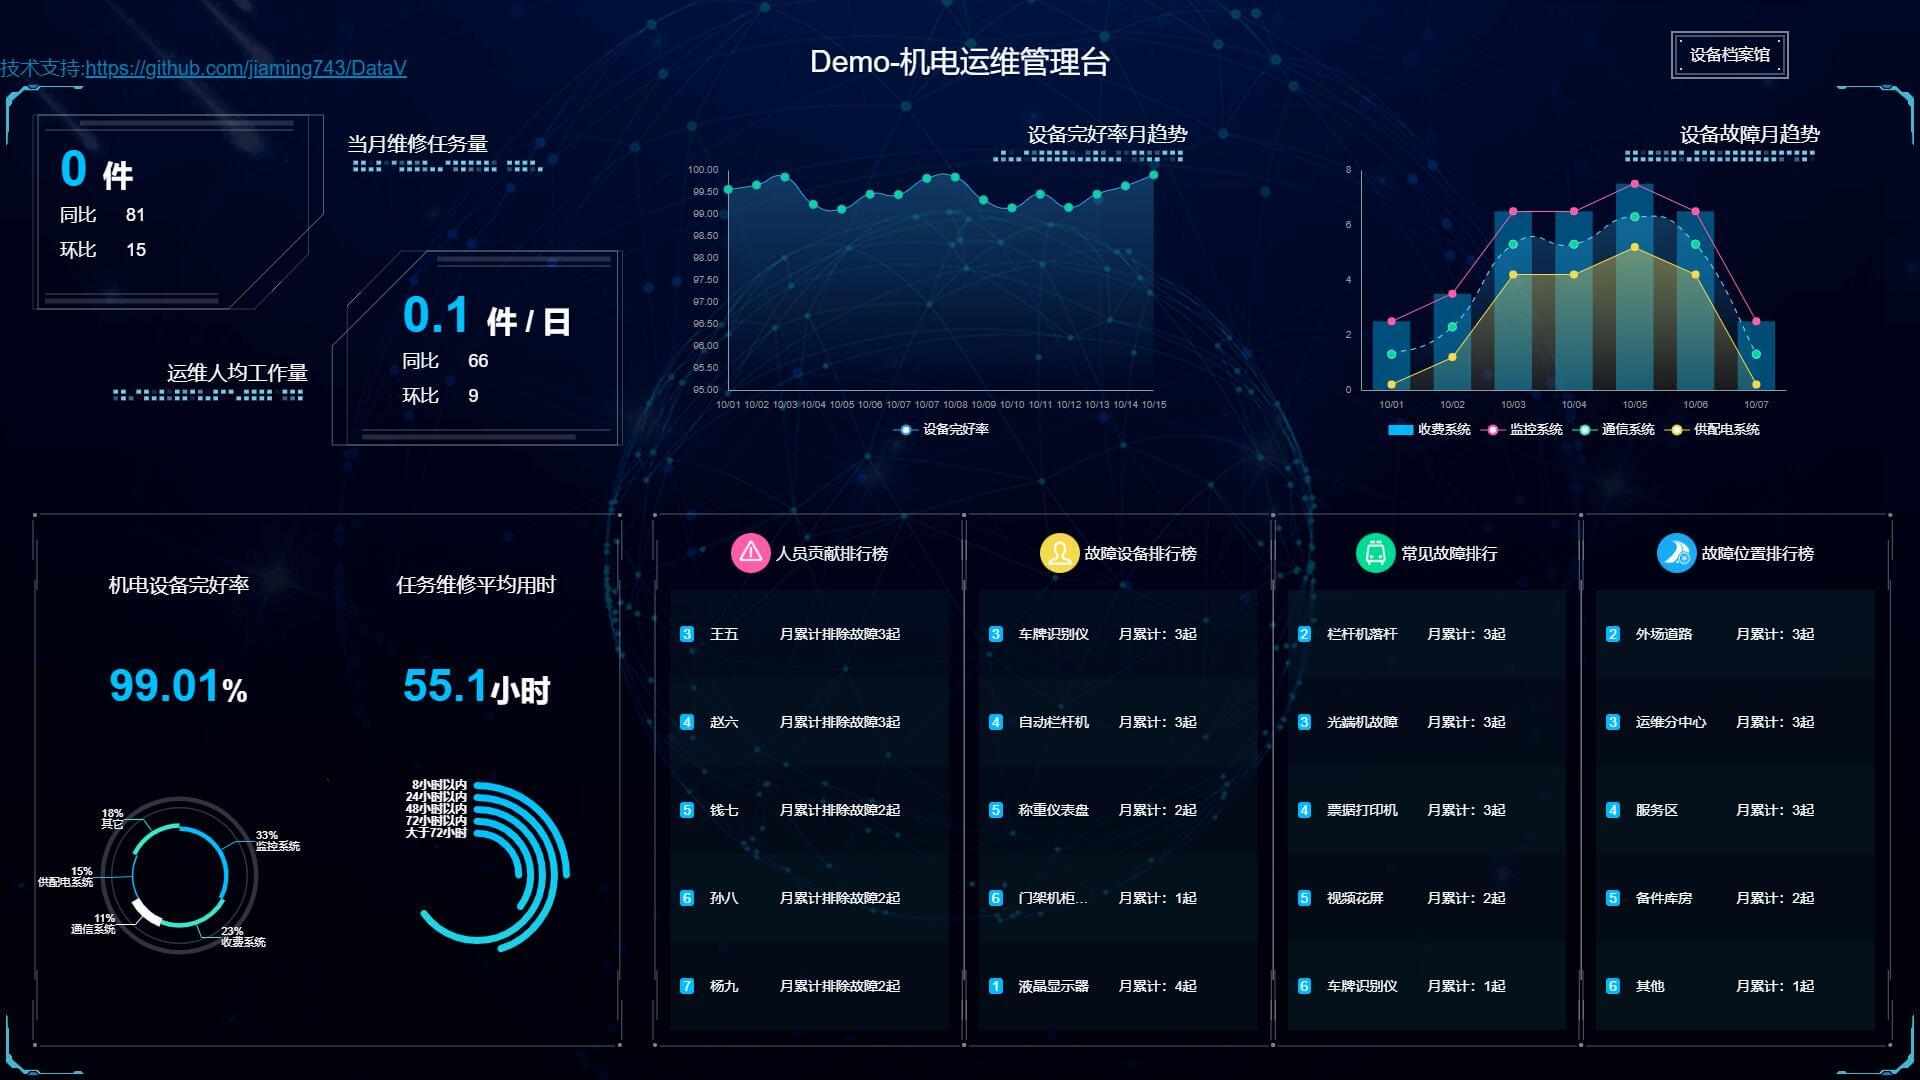 Demo-机电运维管理台
设备档案馆
技术支持:https://github.com/jiaming743/DataV
0 件
同比 81
环比 15
当月维修任务量
0.1 件 / 日
同比 66
环比 9
运维人均工作量
设备完好率月趋势
100.00
99.50
99.00
98.50
98.00
97.50
97.00
96.50
96.00
95.50
95.00
10/01 10/02 10/03 10/04 10/05 10/06 10/07 10/07 10/08 10/09 10/10 10/11 10/12 10/13 10/14 10/15
设备完好率
设备故障月趋势
8
6
4
2
0
10/01 10/02 10/03 10/04 10/05 10/06 10/07
收费系统 监控系统 通信系统 供配电系统
机电设备完好率
99.01%
18%
其它
33%
监控系统
15%
供配电系统
11%
通信系统
23%
收费系统
任务维修平均用时
55.1小时
8小时以内
24小时以内
48小时以内
72小时以内
大于72小时
人员贡献排行榜
3 王五 月累计排除故障3起
4 赵六 月累计排除故障3起
5 钱七 月累计排除故障2起
6 孙八 月累计排除故障2起
7 杨九 月累计排除故障2起
故障设备排行榜
3 车牌识别仪 月累计：3起
4 自动栏杆机 月累计：3起
5 称重仪表盘 月累计：2起
6 门架机柜... 月累计：1起
1 液晶显示器 月累计：4起
常见故障排行
2 栏杆机落杆 月累计：3起
3 光端机故障 月累计：3起
4 票据打印机 月累计：3起
5 视频花屏 月累计：2起
6 车牌识别仪 月累计：1起
故障位置排行榜
2 外场道路 月累计：3起
3 运维分中心 月累计：3起
4 服务区 月累计：3起
5 备件库房 月累计：2起
6 其他 月累计：1起